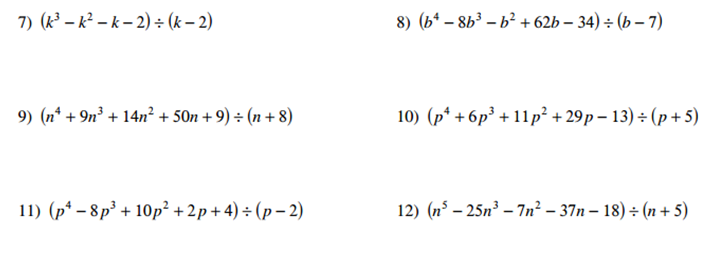 7) (k³ – k² – k – 2) ÷ (k – 2) 8) (b⁴ – 8b³ – b² + 62b – 34) ÷ (b – 7)
9) (n⁴ + 9n³ + 14n² + 50n + 9) ÷ (n + 8) 10) (p⁴ + 6p³ + 11p² + 29p – 13) ÷ (p + 5)
11) (p⁴ – 8p³ + 10p² + 2p + 4) ÷ (p – 2) 12) (n⁵ – 25n³ – 7n² – 37n – 18) ÷ (n + 5)